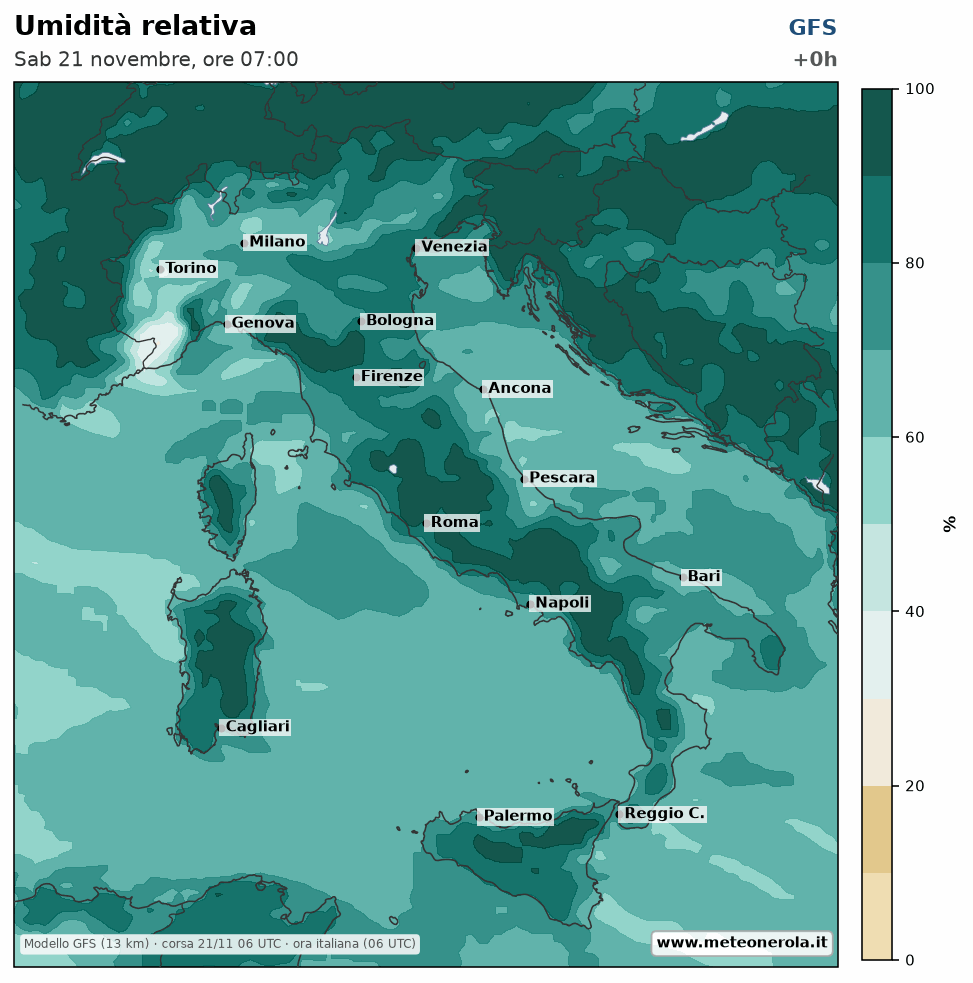 Umidità relativa
GFS
Sab 21 novembre, ore 07:00
+0h
100
80
60
40
20
0
%
Milano
Venezia
Torino
Genova
Bologna
Firenze
Ancona
Pescara
Roma
Bari
Napoli
Cagliari
Palermo
Reggio C.
Modello GFS (13 km) · corsa 21/11 06 UTC · ora italiana (06 UTC)
www.meteonerola.it